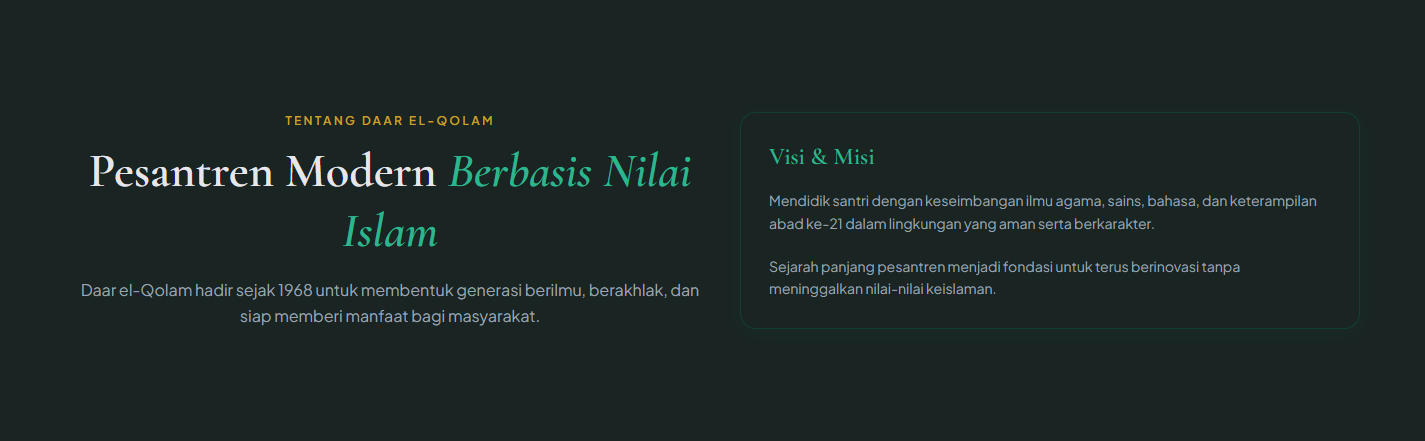 TENTANG DAAR EL-QOLAM
Pesantren Modern Berbasis Nilai
Islam
Daar el-Qolam hadir sejak 1968 untuk membentuk generasi berilmu, berakhlak, dan
siap memberi manfaat bagi masyarakat.
Visi & Misi
Mendidik santri dengan keseimbangan ilmu agama, sains, bahasa, dan keterampilan
abad ke-21 dalam lingkungan yang aman serta berkarakter.
Sejarah panjang pesantren menjadi fondasi untuk terus berinovasi tanpa
meninggalkan nilai-nilai keislaman.